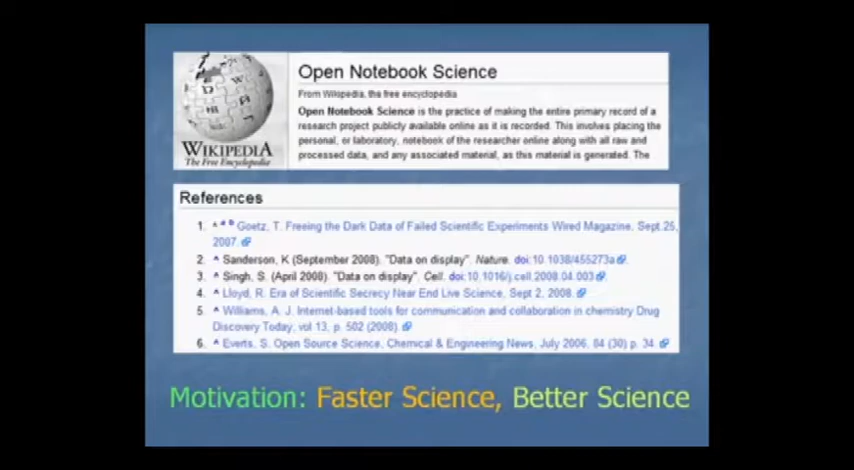 Open Notebook Science
From Wikipedia, the free encyclopedia
Open Notebook Science is the practice of making the entire primary record of a
research project publicly available online as it is recorded. This involves placing the
personal, or laboratory, notebook of the researcher online along with all raw and
processed data, and any associated material, as this material is generated. The
WIKIPEDIA
The Free Encyclopedia
References
1. ^ a b Goetz, T. Freeing the Dark Data of Failed Scientific Experiments Wired Magazine, Sept.25,
2007.
2. ^ Sanderson, K (September 2008). "Data on display". Nature. doi:10.1038/455273a.
3. ^ Singh, S. (April 2008). "Data on display". Cell. doi:10.1016/j.cell.2008.04.003.
4. ^ Lloyd, R. Era of Scientific Secrecy Near End Live Science, Sept 2, 2008.
5. ^ Williams, A. J. Internet-based tools for communication and collaboration in chemistry Drug
Discovery Today, vol 13, p. 502 (2008).
6. ^ Everts, S. Open Source Science, Chemical & Engineering News, July 2006, 84 (30) p. 34.
Motivation: Faster Science, Better Science